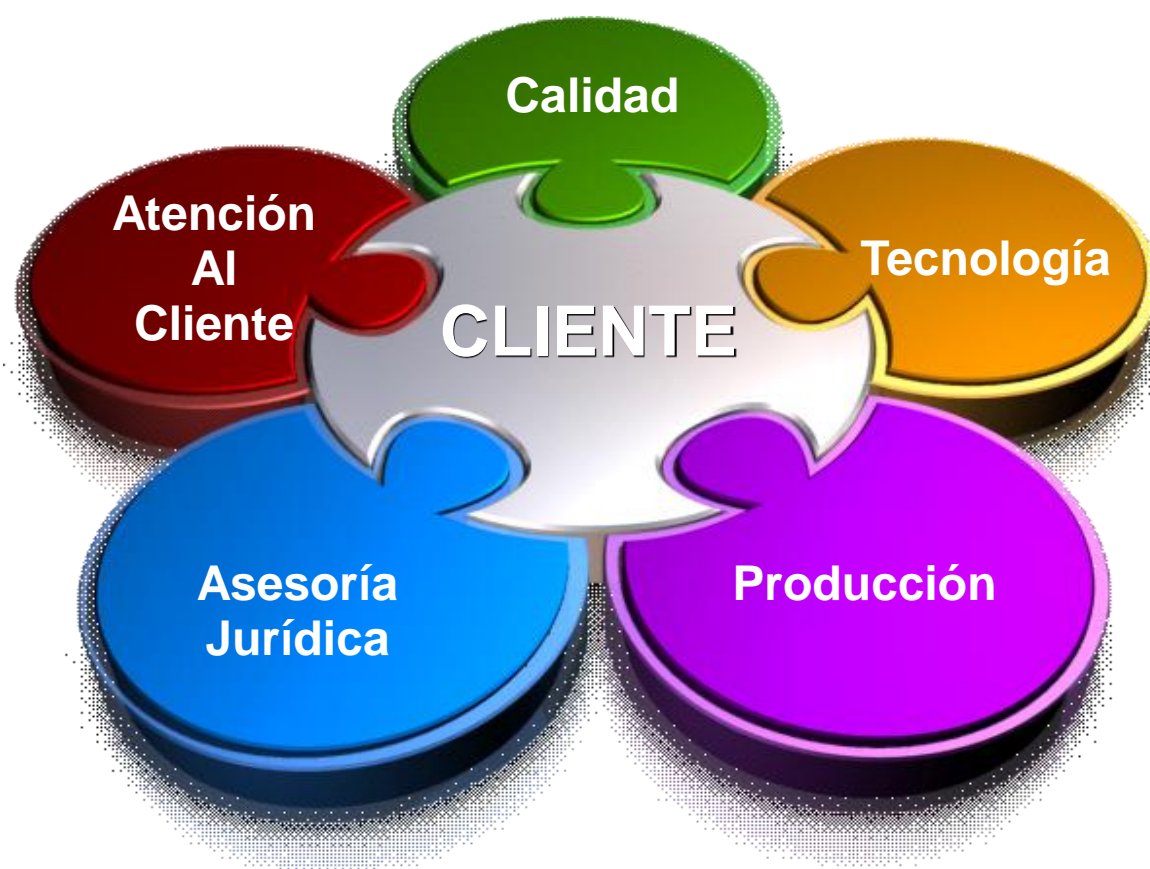 Calidad
Atención
Al
Cliente
Tecnología
CLIENTE
Asesoría
Jurídica
Producción